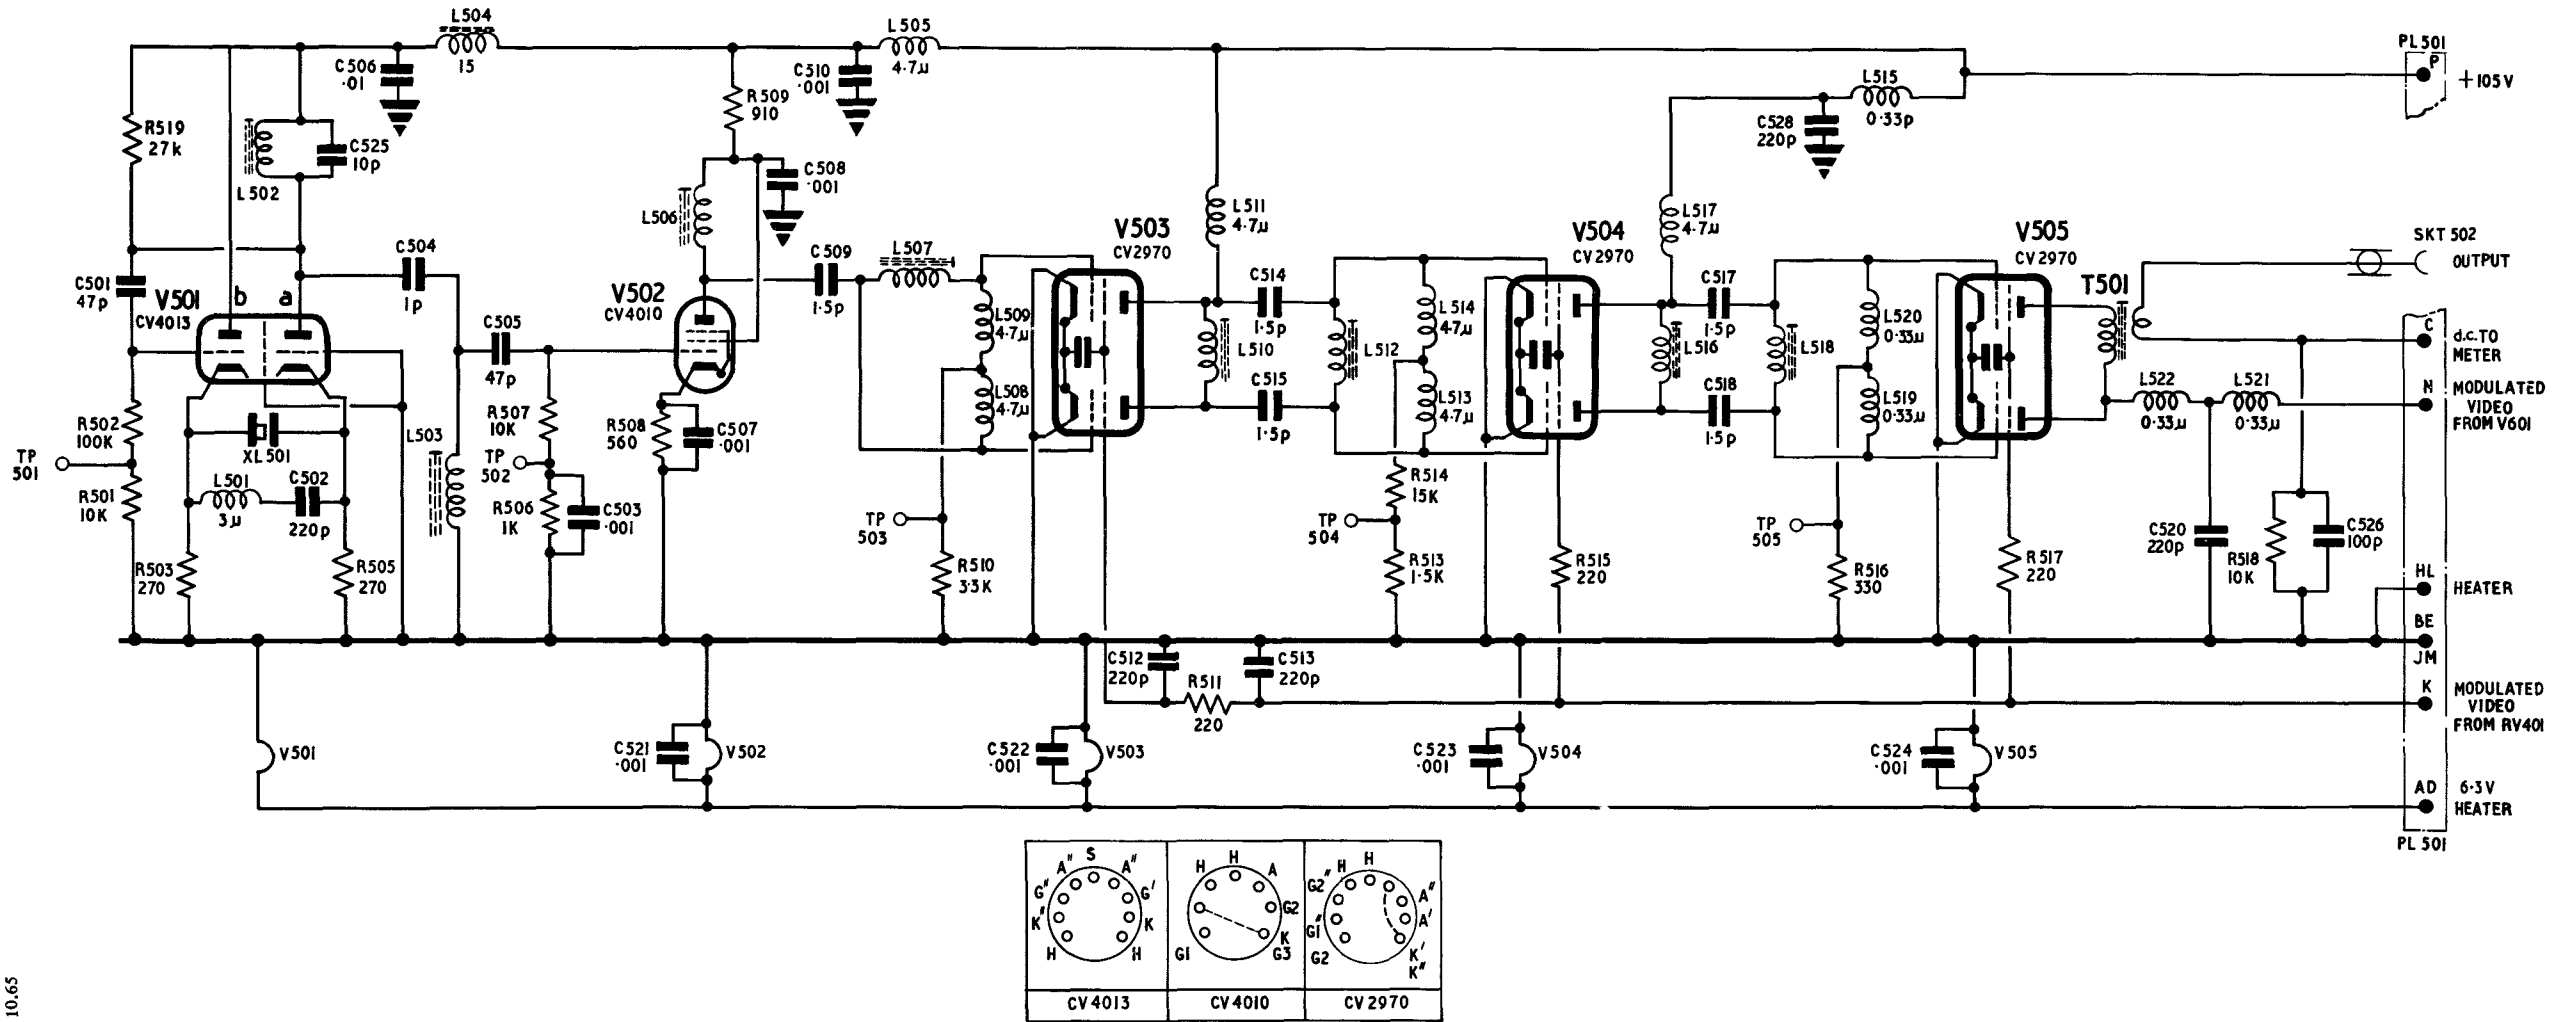 L504
15
L505
4·7µ
PL501
P
+105V
C506
·01
C510
·001
R509
910
L515
0·33p
C528
220p
R519
27k
C525
10p
L502
C508
·001
L506
L511
4·7µ
L517
4·7µ
C504
1p
C509
1·5p
L507
V503
CV2970
V504
CV2970
V505
CV2970
T501
SKT 502
OUTPUT
C501
47p
V501
CV4013
b
a
V502
CV4010
C505
47p
L509
4·7µ
L508
4·7µ
C514
1·5p
L510
C515
1·5p
L512
L514
4·7µ
L513
4·7µ
C517
1·5p
L516
C518
1·5p
L518
L520
0·33µ
L519
0·33µ
C
d.c.TO
METER
L522
0·33µ
L521
0·33µ
N
MODULATED
VIDEO
FROM V601
R502
100K
XL501
L503
R507
10K
R508
560
C507
·001
TP
501
R501
10K
L501
3µ
C502
220p
TP
502
R506
1K
C503
·001
TP
503
R514
15K
TP
504
TP
505
R503
270
R505
270
R510
3·3K
R513
1·5K
R515
220
R516
330
R517
220
C520
220p
R518
10K
C526
100p
HL
HEATER
BE
JM
C512
220p
R511
220
C513
220p
K
MODULATED
VIDEO
FROM RV401
V501
C521
·001
V502
C522
·001
V503
C523
·001
V504
C524
·001
V505
AD
6·3V
HEATER
PL 501
S
A″
A″
G″
G′
K″
K
H
H
CV4013
H
H
A
G2
K
G3
G1
CV4010
H
H
G2″
A″
A′
G1″
G2
K′
K″
CV2970
10.65